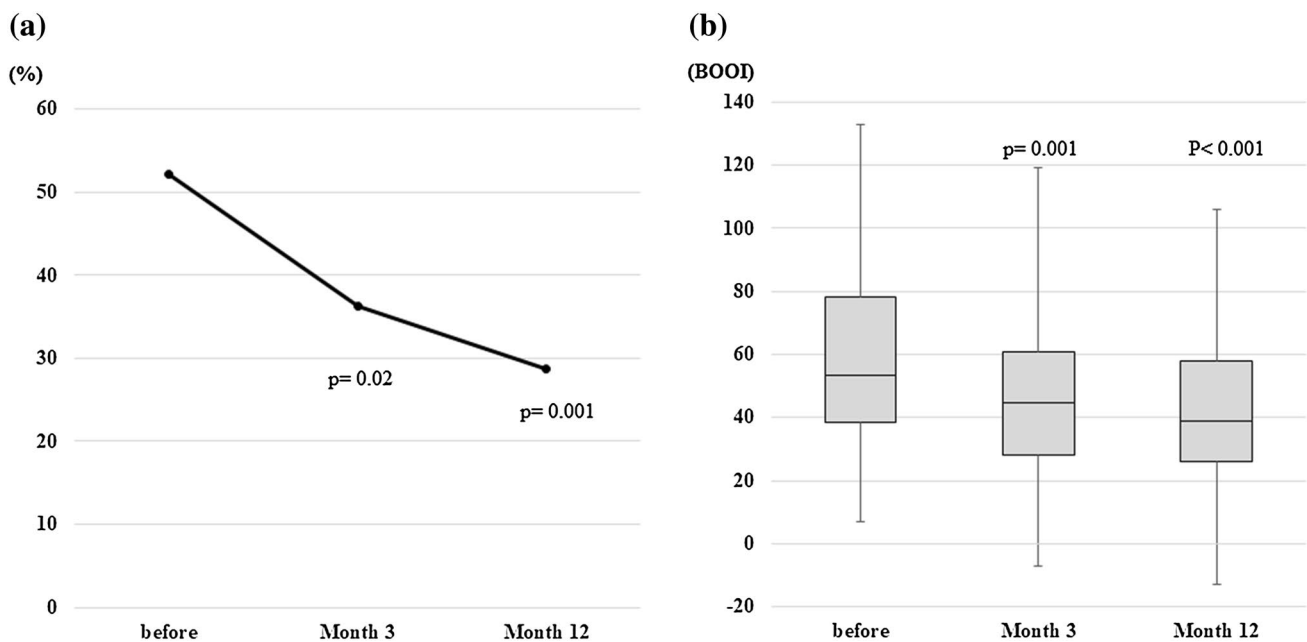 (a)
(%)
60
50
40
30
20
10
0
p= 0.02
p= 0.001
before
Month 3
Month 12
(b)
(BOOI)
140
120
100
80
60
40
20
0
-20
p= 0.001
P< 0.001
before
Month 3
Month 12